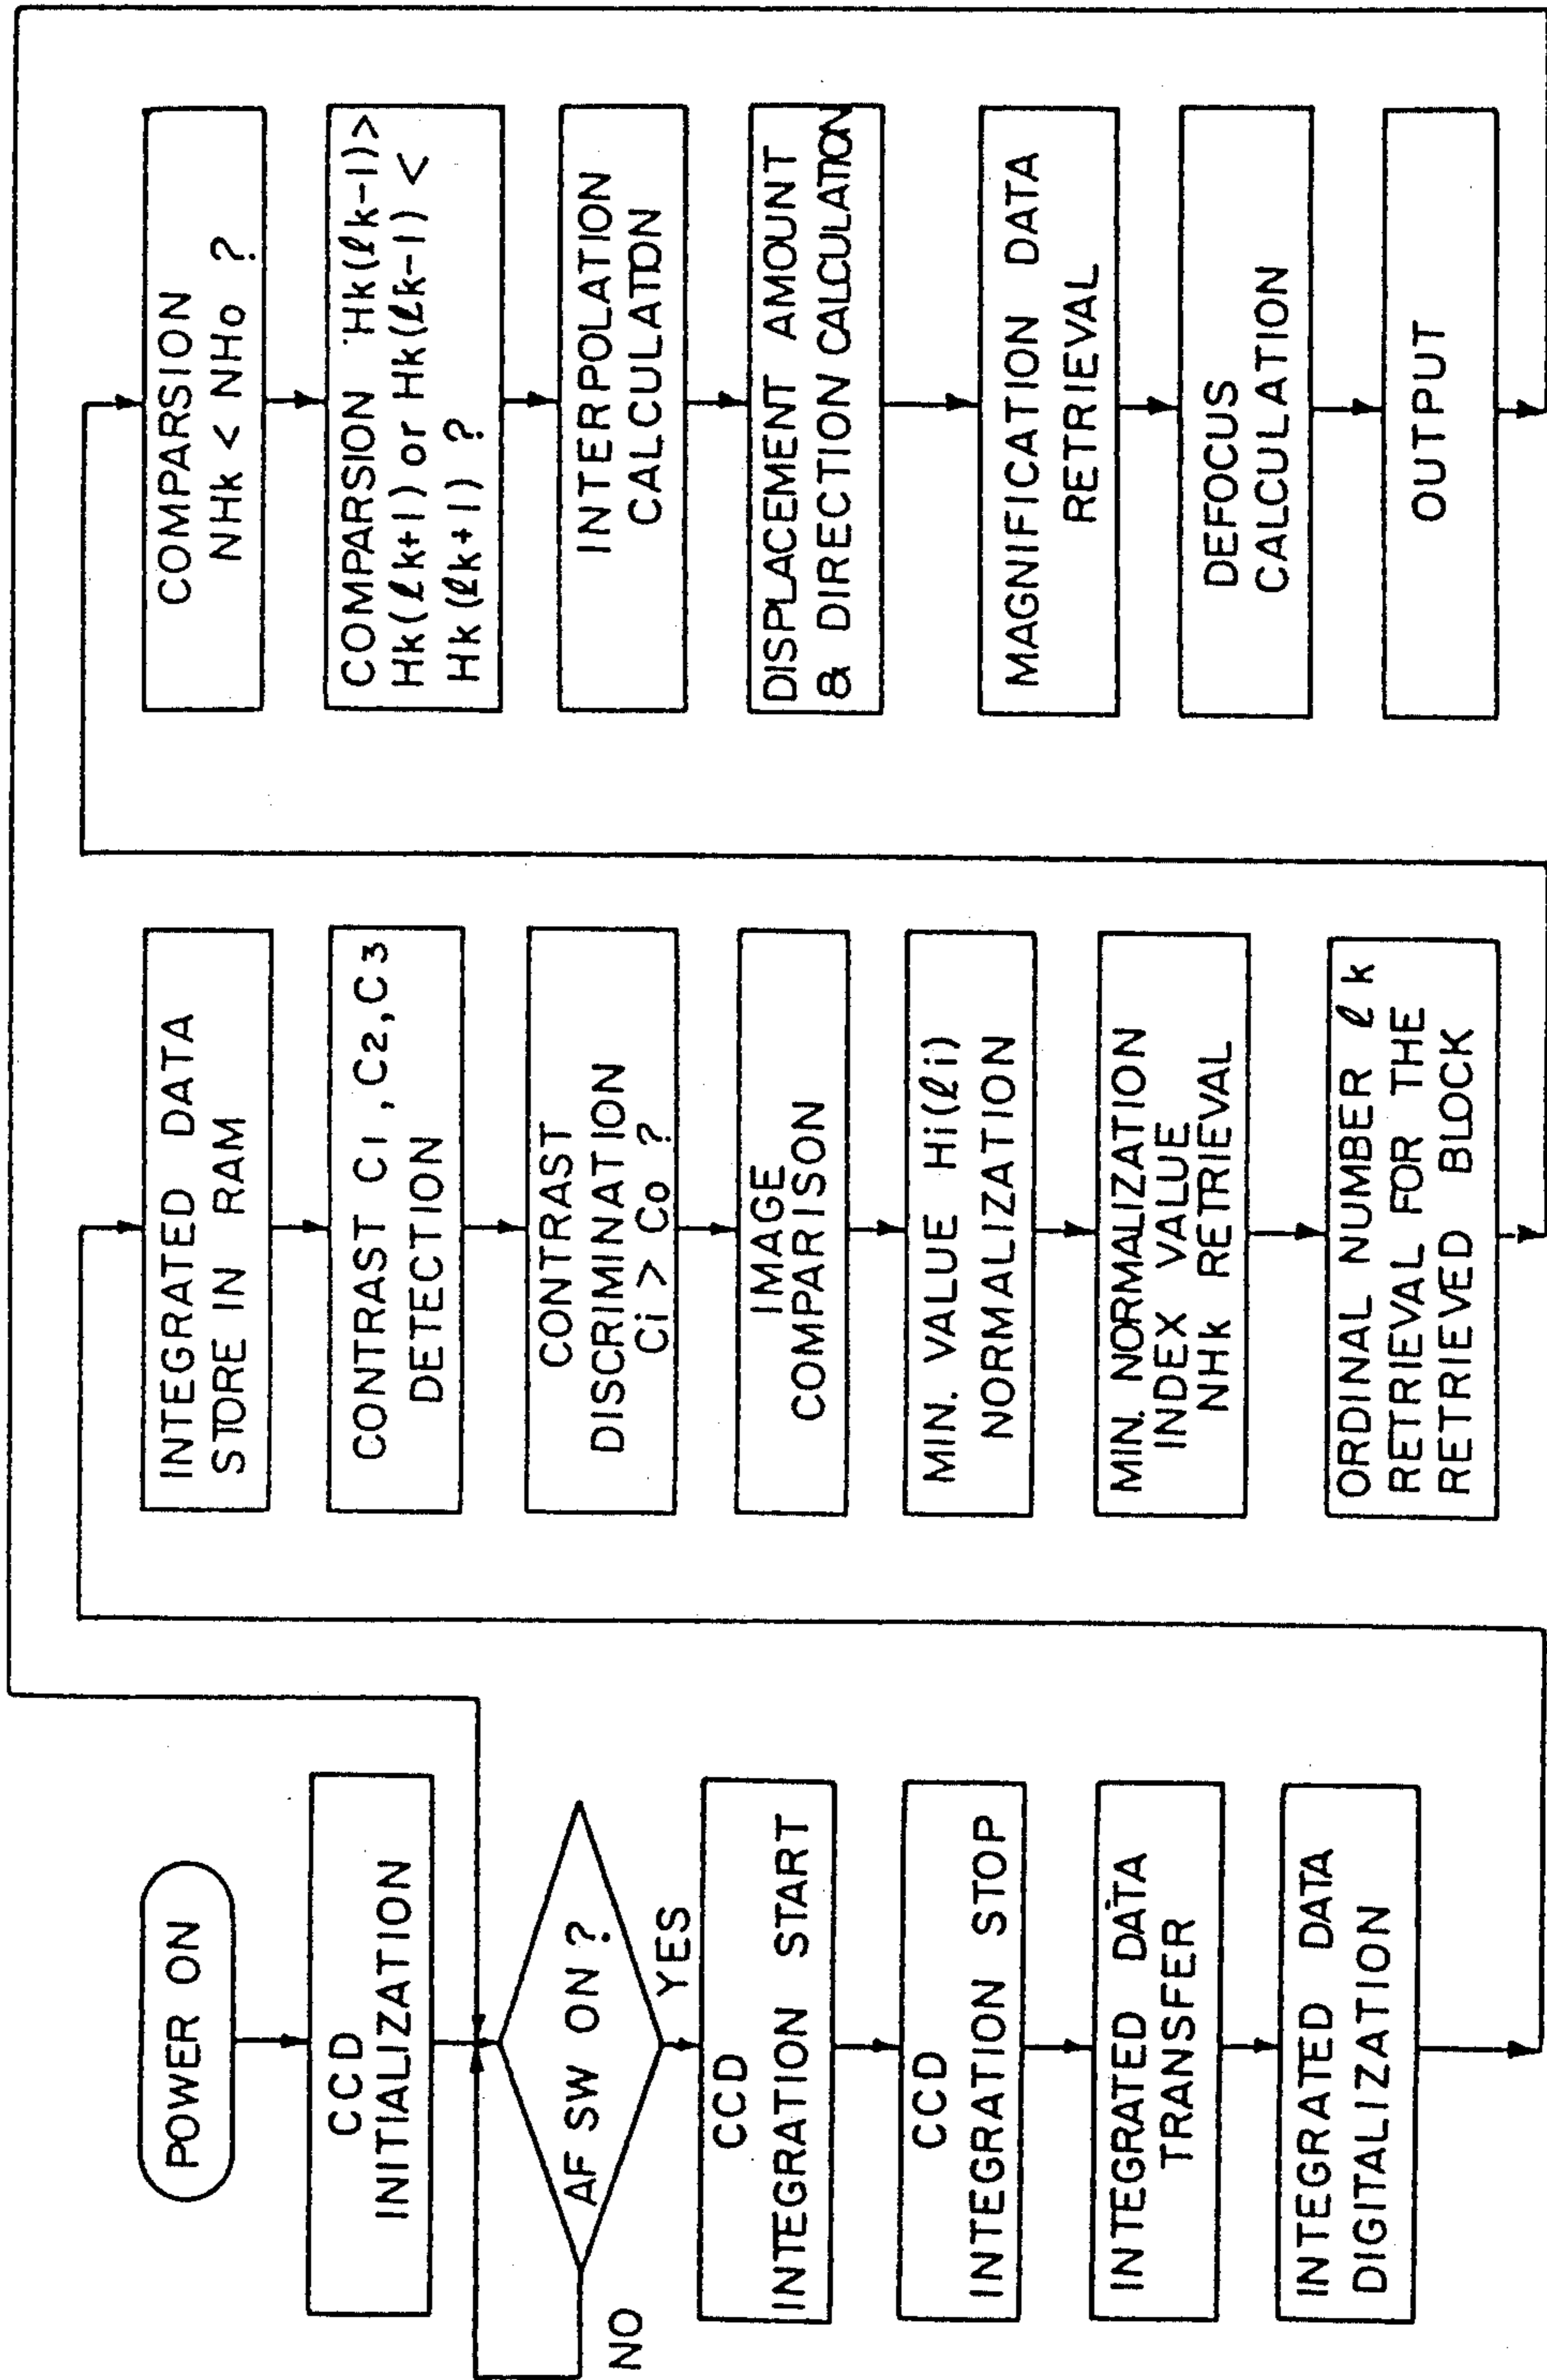 POWER ON
CCD
INITIALIZATION
AF SW ON ?
NO
YES
CCD
INTEGRATION START
CCD
INTEGRATION STOP
INTEGRATED DATA
TRANSFER
INTEGRATED DATA
DIGITALIZATION
INTEGRATED DATA
STORE IN RAM
CONTRAST C1, C2, C3
DETECTION
CONTRAST
DISCRIMINATION
Ci > Co ?
IMAGE
COMPARISON
MIN. VALUE Hi(ℓi)
NORMALIZATION
MIN. NORMALIZATION
INDEX VALUE
NHk RETRIEVAL
ORDINAL NUMBER ℓk
RETRIEVAL FOR THE
RETRIEVED BLOCK
COMPARSION
NHk < NHo ?
COMPARSION Hk(ℓk-1)>
Hk(ℓk+1) or Hk(ℓk-1) <
Hk(ℓk+1) ?
INTERPOLATION
CALCULATION
DISPLACEMENT AMOUNT
& DIRECTION CALCULATION
MAGNIFICATION DATA
RETRIEVAL
DEFOCUS
CALCULATION
OUTPUT